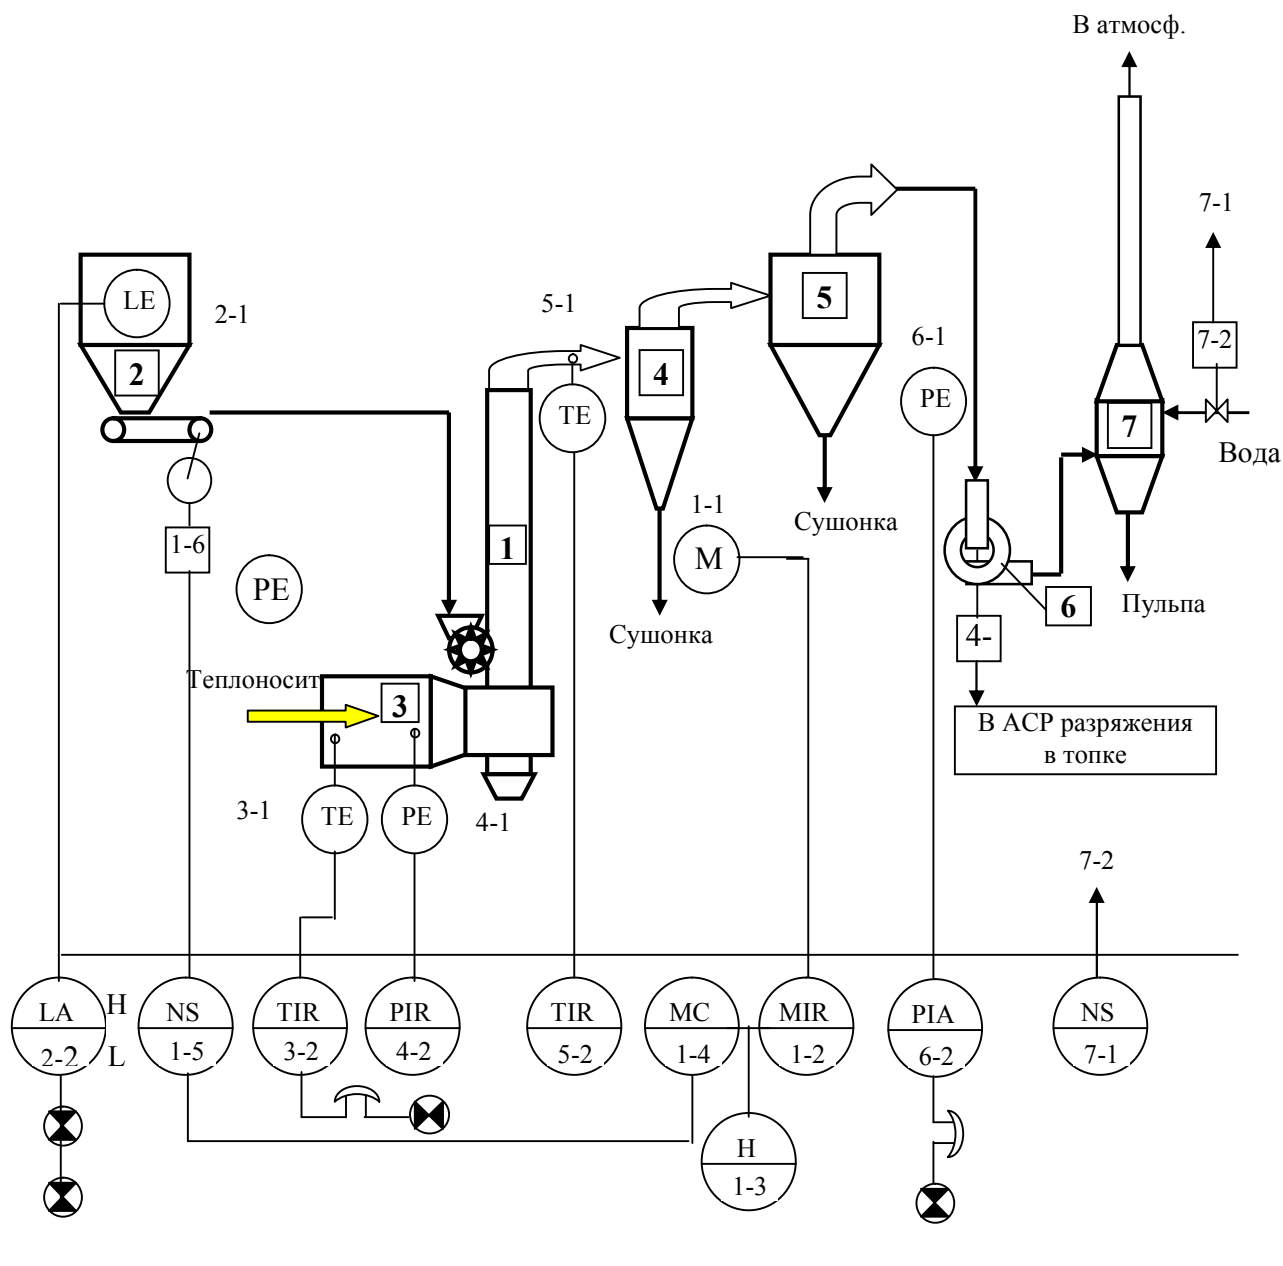 В атмосф.
7-1
LE
2-1
5-1
5
6-1
7-2
2
4
TE
PE
7
Вода
1-1
Сушонка
1-6
1
М
PE
6
Пульпа
Сушонка
4-
Теплоносит
3
В АСР разряжения
в топке
3-1
TE
PE
4-1
7-2
LA
2-2
H
L
NS
1-5
TIR
3-2
PIR
4-2
TIR
5-2
MC
1-4
MIR
1-2
PIA
6-2
NS
7-1
H
1-3